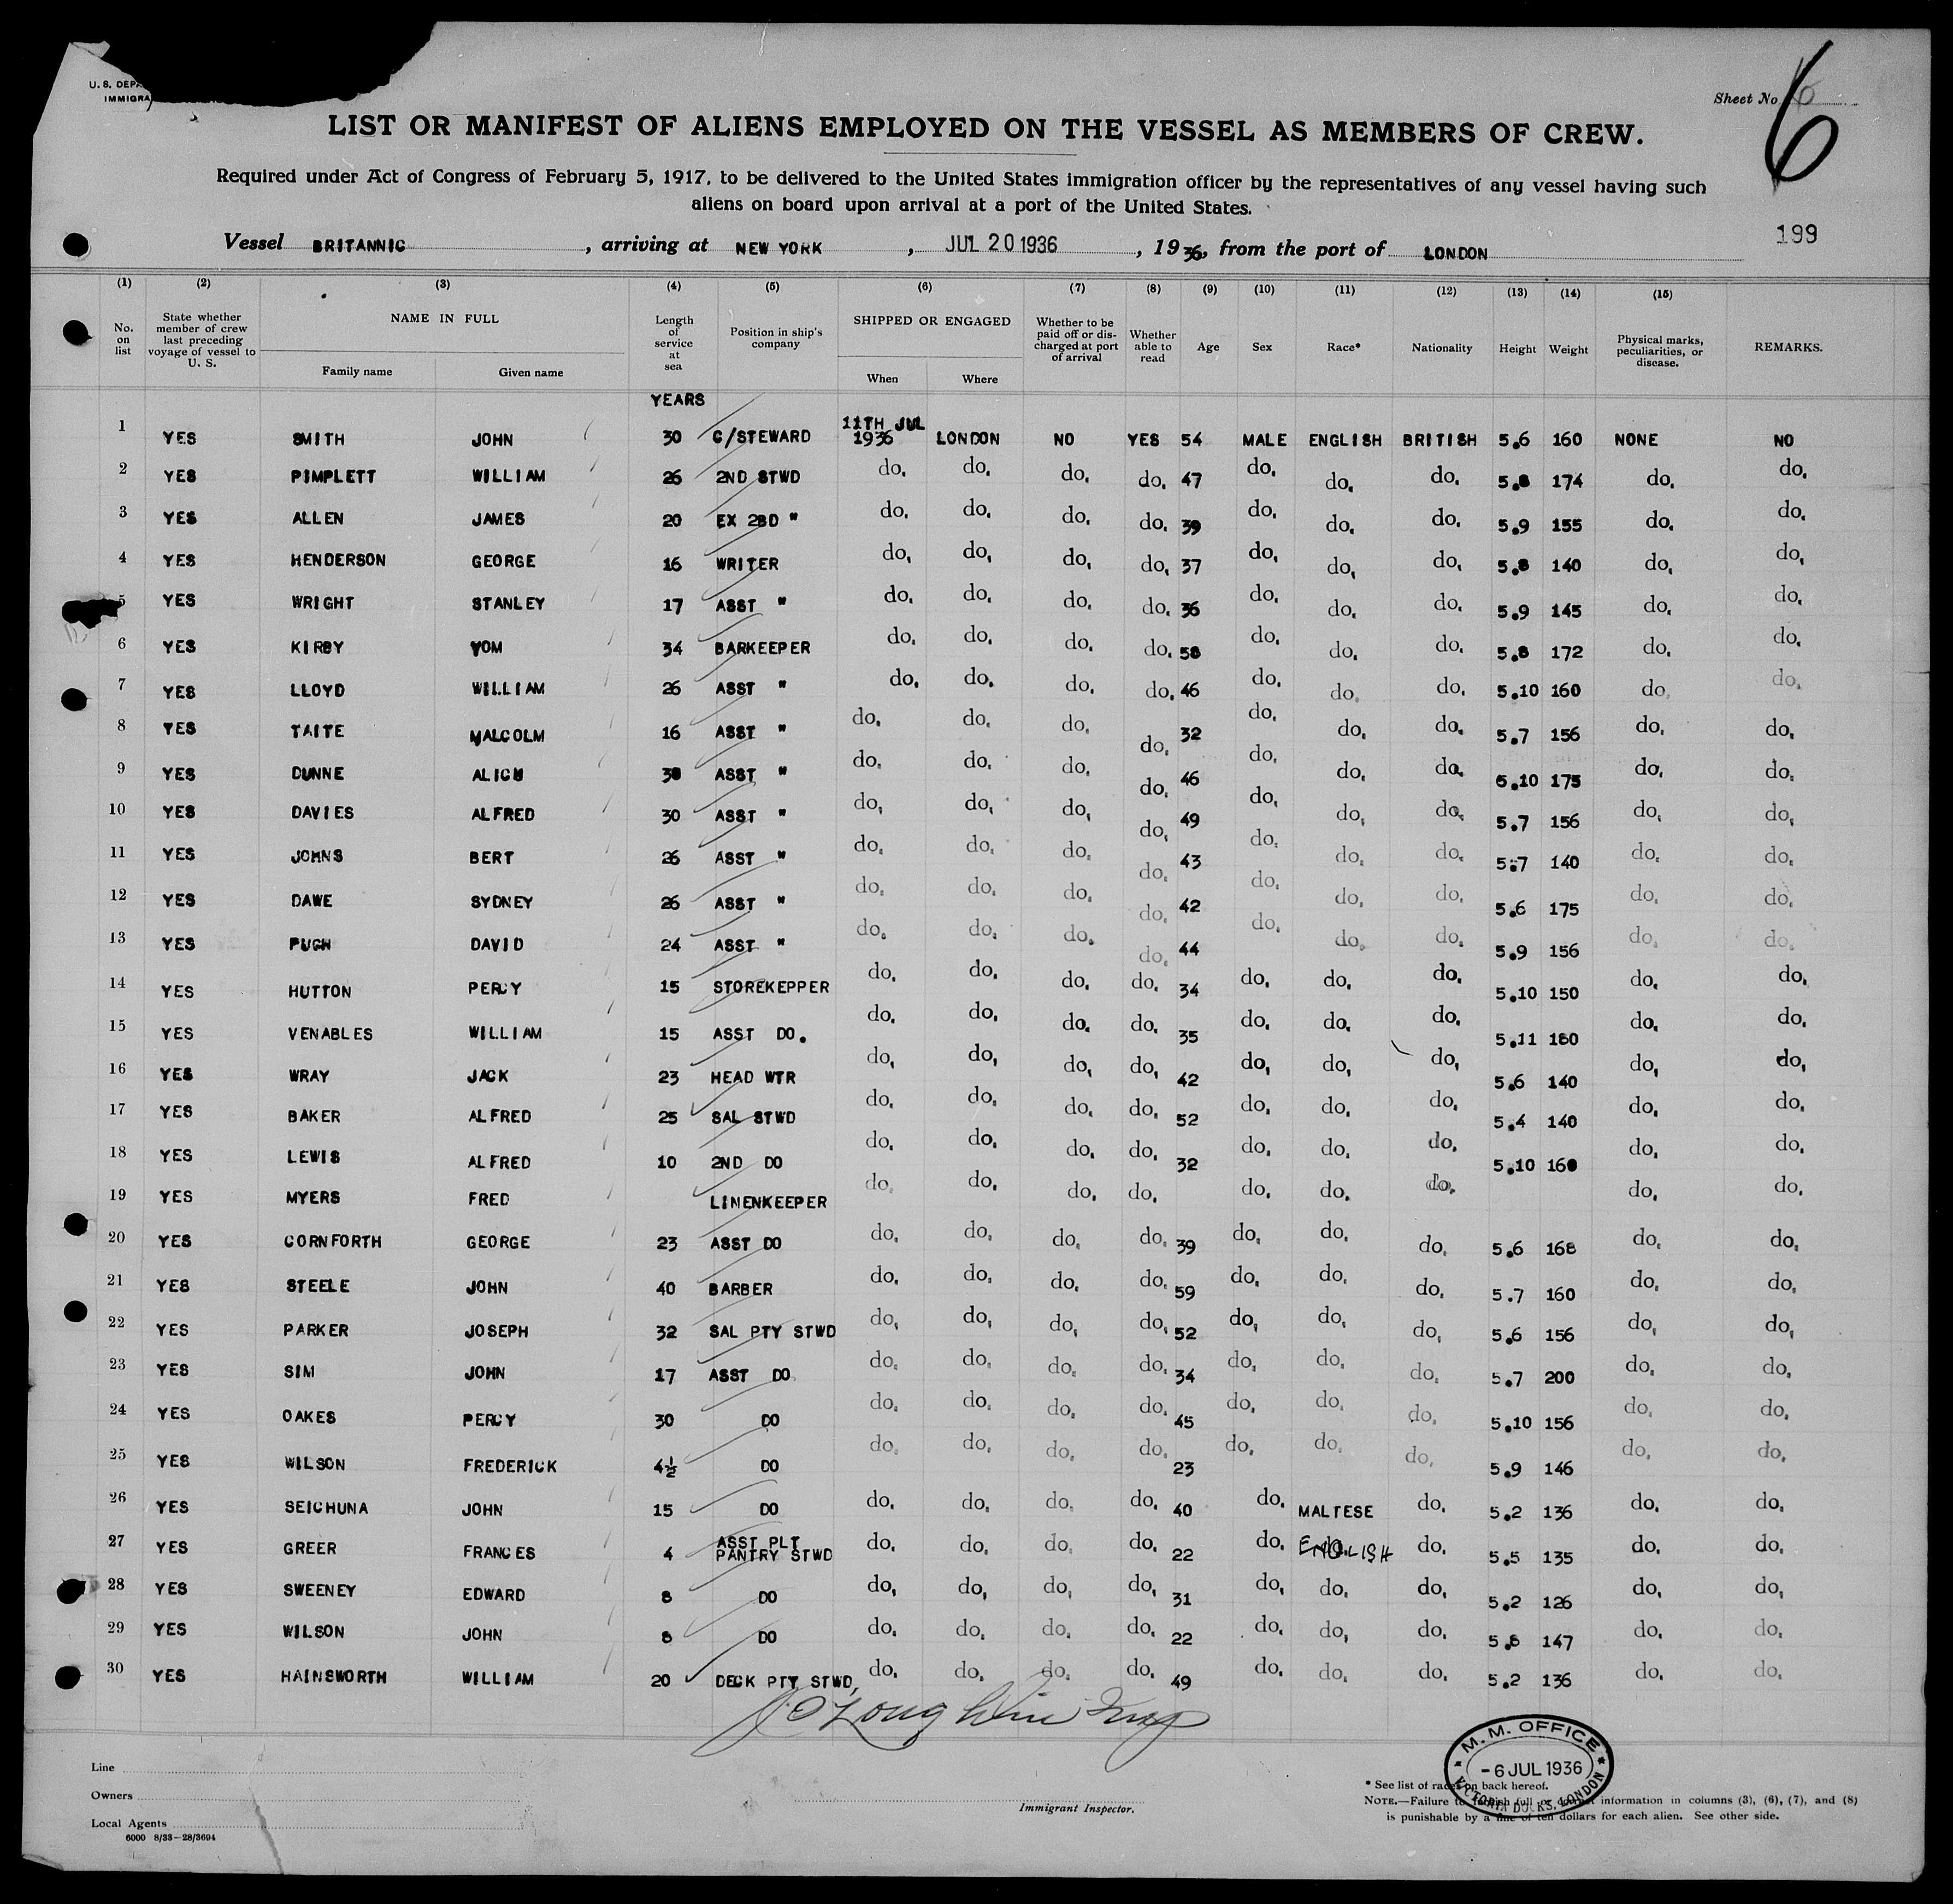 U. S. DEPA
IMMIGRA
Sheet No. 6
6
LIST OR MANIFEST OF ALIENS EMPLOYED ON THE VESSEL AS MEMBERS OF CREW.
Required under Act of Congress of February 5, 1917, to be delivered to the United States immigration officer by the representatives of any vessel having such
aliens on board upon arrival at a port of the United States.
199
Vessel BRITANNIC, arriving at NEW YORK, JUL 20 1936, 1936, from the port of LONDON
(1) (2) (3) (4) (5) (6) (7) (8) (9) (10) (11) (12) (13) (14) (15)
No. on list State whether member of crew last preceding voyage of vessel to U. S. NAME IN FULL Family name Given name Length of service at sea Position in ship's company SHIPPED OR ENGAGED When Where Whether to be paid off or discharged at port of arrival Whether able to read Age Sex Race* Nationality Height Weight Physical marks, peculiarities, or disease. REMARKS.
YEARS
1 YES SMITH JOHN 30 C/STEWARD 11TH JUL 1936 LONDON NO YES 54 MALE ENGLISH BRITISH 5.6 160 NONE NO
2 YES PIMPLETT WILLIAM 26 2ND STWD do. do. do. do. 47 do. do. do. 5.8 174 do. do.
3 YES ALLEN JAMES 20 EX 2BD " do. do. do. do. 39 do. do. do. 5.9 155 do. do.
4 YES HENDERSON GEORGE 16 WRITER do. do. do. do. 37 do. do. do. 5.8 140 do. do.
5 YES WRIGHT STANLEY 17 ASST " do. do. do. do. 36 do. do. do. 5.9 145 do. do.
6 YES KIRBY TOM 34 BARKEEPER do. do. do. do. 58 do. do. do. 5.8 172 do. do.
7 YES LLOYD WILLIAM 26 ASST " do. do. do. do. 46 do. do. do. 5.10 160 do. do.
8 YES TAITE MALCOLM 16 ASST " do. do. do. do. 32 do. do. do. 5.7 156 do. do.
9 YES DUNNE ASST " do. do. do. do. 46 do. do. do. 5.10 175 do. do.
10 YES DAVIES ALFRED 30 ASST " do. do. do. do. 49 do. do. do. 5.7 156 do. do.
11 YES JOHNS BERT 26 ASST " do. do. do. do. 43 do. do. do. 5.7 140 do. do.
12 YES DAWE SYDNEY 26 ASST " do. do. do. do. 42 do. do. do. 5.6 175 do. do.
13 YES PUGH DAVID 24 ASST " do. do. do. do. 44 do. do. do. 5.9 156 do. do.
14 YES HUTTON PERCY 15 STOREKEPPER do. do. do. do. 34 do. do. do. 5.10 150 do. do.
15 YES VENABLES WILLIAM 15 ASST DO. do. do. do. do. 35 do. do. do. 5.11 180 do. do.
16 YES WRAY JACK 23 HEAD WTR do. do. do. do. 42 do. do. do. 5.6 140 do. do.
17 YES BAKER ALFRED 25 SAL STWD do. do. do. do. 52 do. do. do. 5.4 140 do. do.
18 YES LEWIS ALFRED 10 2ND DO do. do. do. do. 32 do. do. do. 5.10 160 do. do.
19 YES MYERS FRED LINENKEEPER do. do. do. do. do. do. do. do. do.
20 YES CORNFORTH GEORGE 23 ASST DO do. do. do. do. 39 do. do. do. 5.6 168 do. do.
21 YES STEELE JOHN 40 BARBER do. do. do. do. 59 do. do. do. 5.7 160 do. do.
22 YES PARKER JOSEPH 32 SAL PTY STWD do. do. do. do. 52 do. do. do. 5.6 156 do. do.
23 YES SIM JOHN 17 ASST DO do. do. do. do. 34 do. do. do. 5.7 200 do. do.
24 YES OAKES PERCY 30 DO do. do. do. do. 45 do. do. do. 5.10 156 do. do.
25 YES WILSON FREDERICK 4½ DO do. do. do. do. 23 do. do. do. 5.9 146 do. do.
26 YES SEICHUNA JOHN 15 DO do. do. do. do. 40 do. MALTESE do. 5.2 136 do. do.
27 YES GREER FRANCES 4 ASST PLT PANTRY STWD do. do. do. do. 22 do. ENGLISH do. 5.5 135 do. do.
28 YES SWEENEY EDWARD 8 DO do. do. do. do. 31 do. do. do. 5.2 126 do. do.
29 YES WILSON JOHN 8 DO do. do. do. do. 22 do. do. do. 5.8 147 do. do.
30 YES HAINSWORTH WILLIAM 20 DECK PTY STWD, do. do. do. do. 49 do. do. do. 5.2 136 do. do.
Line
Owners
Local Agents
6000 8/33—28/3694
Immigrant Inspector.
M. M. OFFICE
-6 JUL 1936
VICTORIA DOCKS, LONDON
* See list of races on back hereof.
NOTE.—Failure to furnish full or correct information in columns (3), (6), (7), and (8)
is punishable by a fine of ten dollars for each alien. See other side.